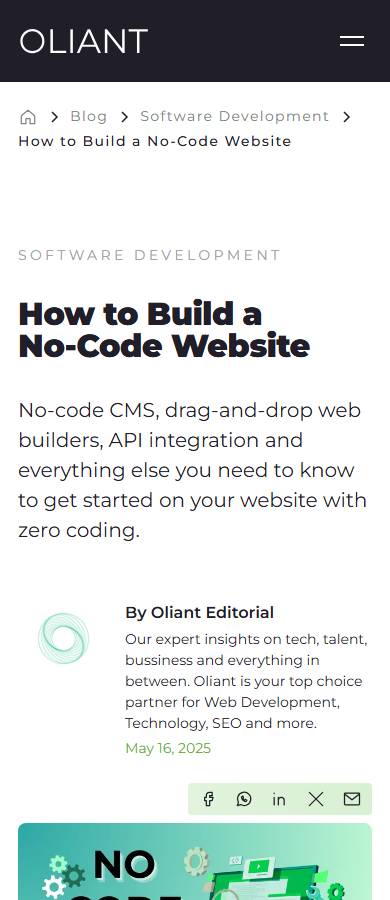 OLIANT
Blog
Software Development
How to Build a No-Code Website
SOFTWARE DEVELOPMENT
How to Build a
No-Code Website
No-code CMS, drag-and-drop web
builders, API integration and
everything else you need to know
to get started on your website with
zero coding.
By Oliant Editorial
Our expert insights on tech, talent,
bussiness and everything in
between. Oliant is your top choice
partner for Web Development,
Technology, SEO and more.
May 16, 2025
NO
CODE